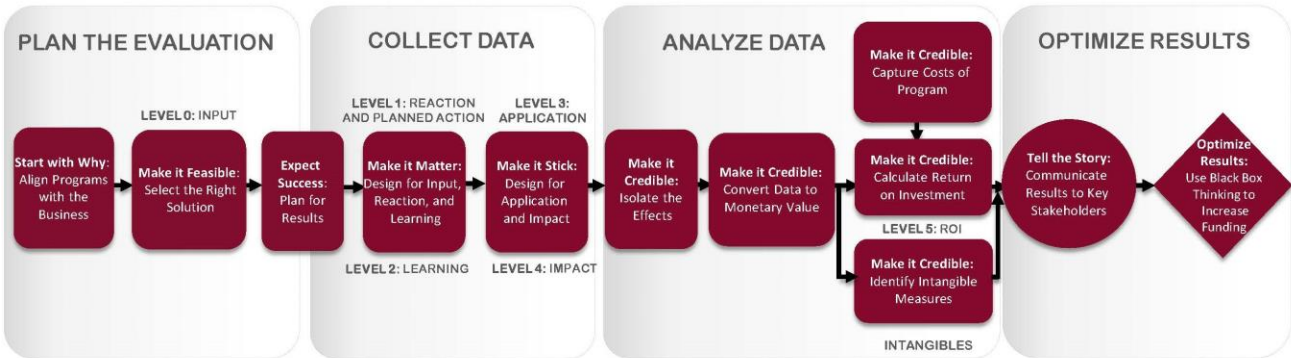 PLAN THE EVALUATION
LEVEL 0: INPUT
Start with Why:
Align Programs
with the
Business
Make it Feasible:
Select the Right
Solution
Expect
Success:
Plan for
Results
COLLECT DATA
LEVEL 1: REACTION
AND PLANNED ACTION
Make it Matter:
Design for Input,
Reaction, and
Learning
LEVEL 2: LEARNING
LEVEL 3:
APPLICATION
Make it Stick:
Design for
Application
and Impact
LEVEL 4: IMPACT
ANALYZE DATA
Make it
Credible:
Isolate the
Effects
Make it Credible:
Convert Data to
Monetary Value
Make it Credible:
Capture Costs of
Program
Make it Credible:
Calculate Return
on Investment
LEVEL 5: ROI
Make it Credible:
Identify Intangible
Measures
INTANGIBLES
OPTIMIZE RESULTS
Tell the Story:
Communicate
Results to Key
Stakeholders
Optimize
Results:
Use Black Box
Thinking to
Increase
Funding